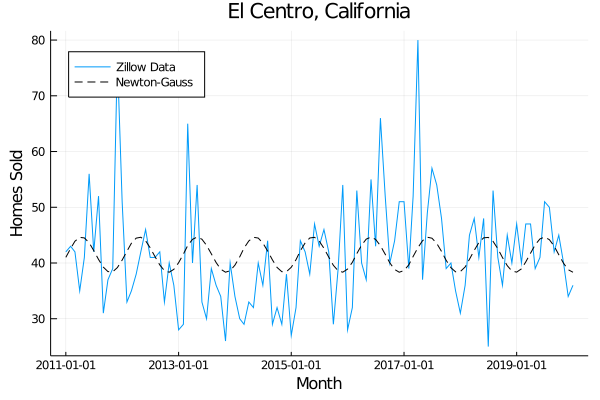 El Centro, California
Zillow Data
Newton-Gauss
Homes Sold
80
70
60
50
40
30
2011-01-01 2013-01-01 2015-01-01 2017-01-01 2019-01-01
Month